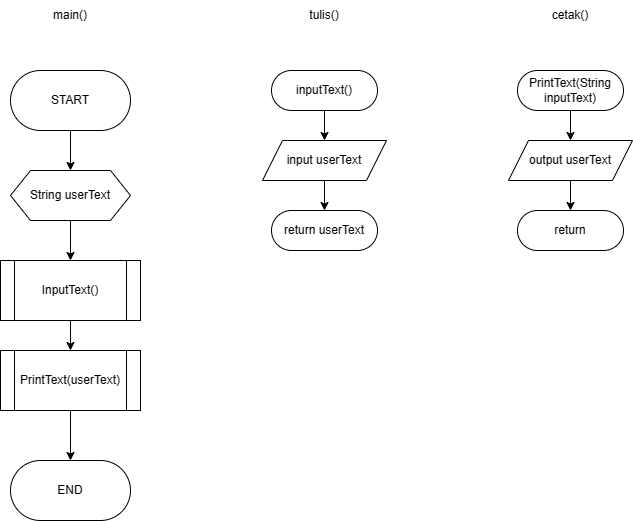 main()
tulis()
cetak()
START
String userText
InputText()
PrintText(userText)
END
inputText()
input userText
return userText
PrintText(String
inputText)
output userText
return